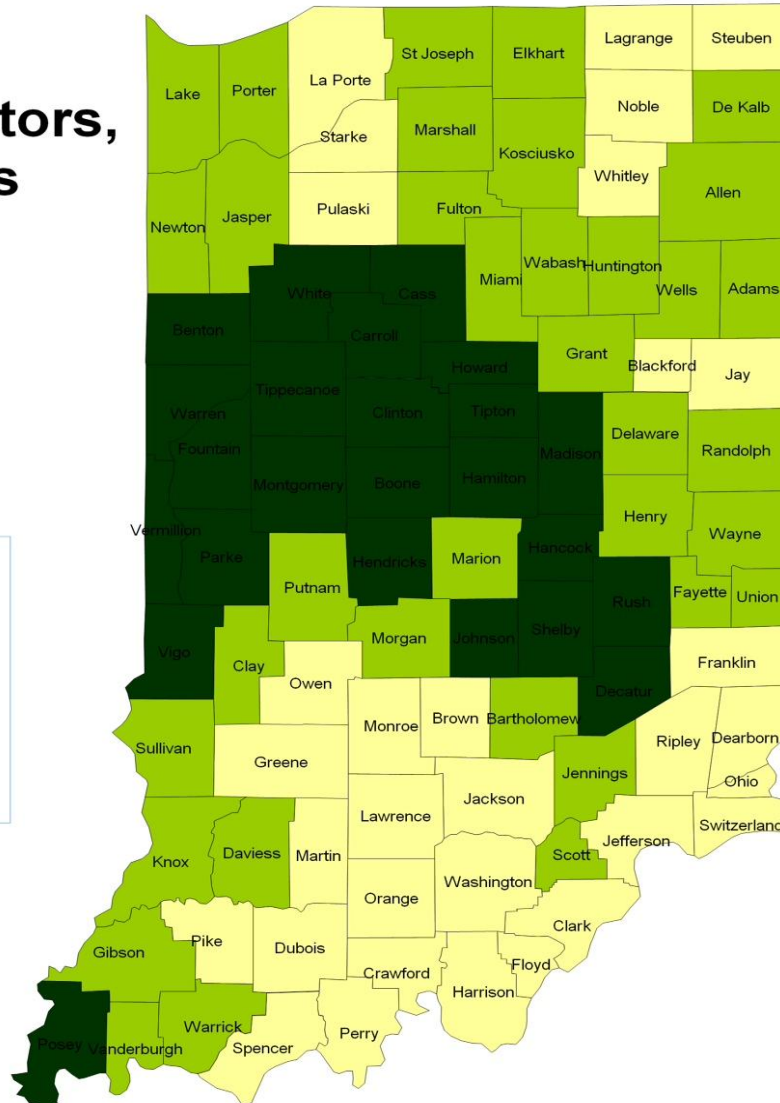 tors,
s
Lagrange
Steuben
St Joseph
Elkhart
La Porte
Porter
Lake
Noble
De Kalb
Starke
Marshall
Kosciusko
Whitley
Allen
Pulaski
Fulton
Jasper
Newton
Miami
Wabash
Huntington
Wells
Adams
White
Cass
Benton
Carroll
Grant
Howard
Blackford
Jay
Tippecanoe
Warren
Clinton
Tipton
Delaware
Randolph
Fountain
Madison
Montgomery
Boone
Hamilton
Henry
Wayne
Vermillion
Parke
Hendricks
Marion
Hancock
Putnam
Fayette
Union
Rush
Shelby
Morgan
Johnson
Vigo
Clay
Owen
Franklin
Decatur
Monroe
Brown
Bartholomew
Ripley
Dearborn
Sullivan
Greene
Jennings
Ohio
Jackson
Lawrence
Switzerland
Jefferson
Knox
Daviess
Martin
Scott
Washington
Orange
Clark
Pike
Dubois
Gibson
Floyd
Crawford
Harrison
Warrick
Perry
Posey
Vanderburgh
Spencer